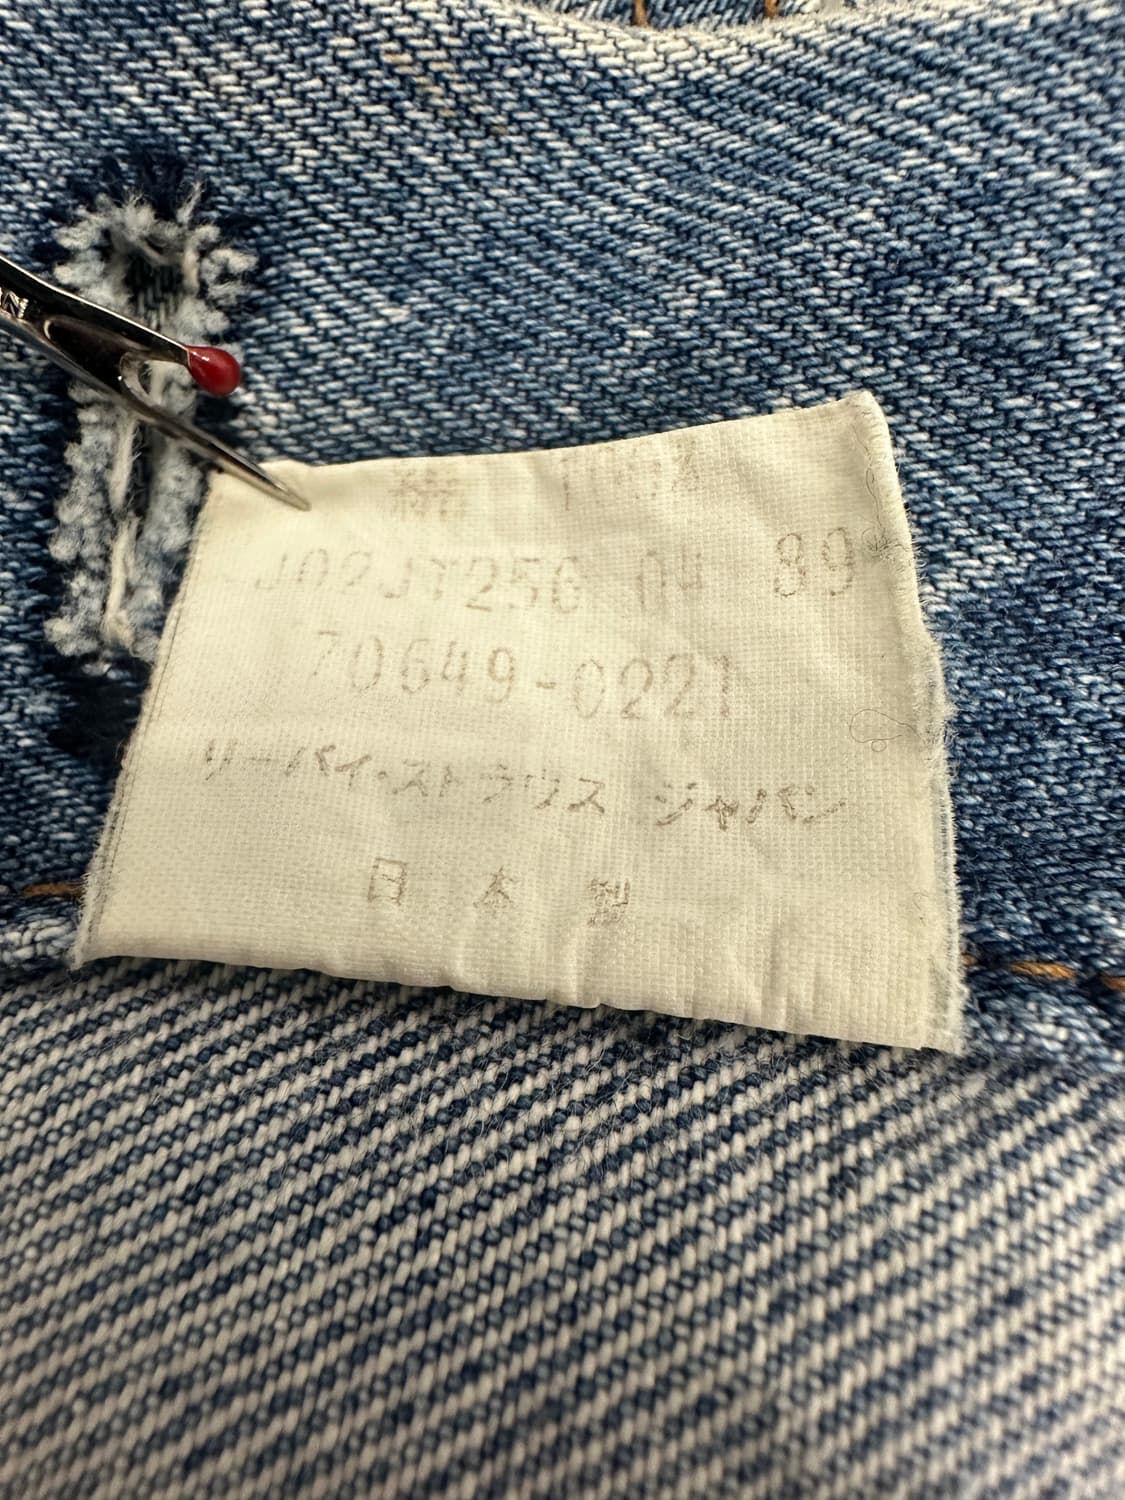 綿 100%
J02JT256 04 89
70649-0221
リーバイ・ストラウス ジャパン
日本製